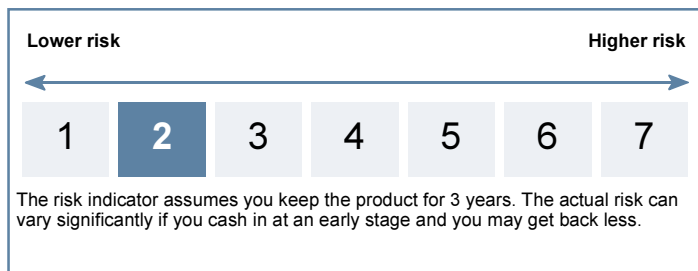 Lower risk Higher risk
1 2 3 4 5 6 7
The risk indicator assumes you keep the product for 3 years. The actual risk can
vary significantly if you cash in at an early stage and you may get back less.